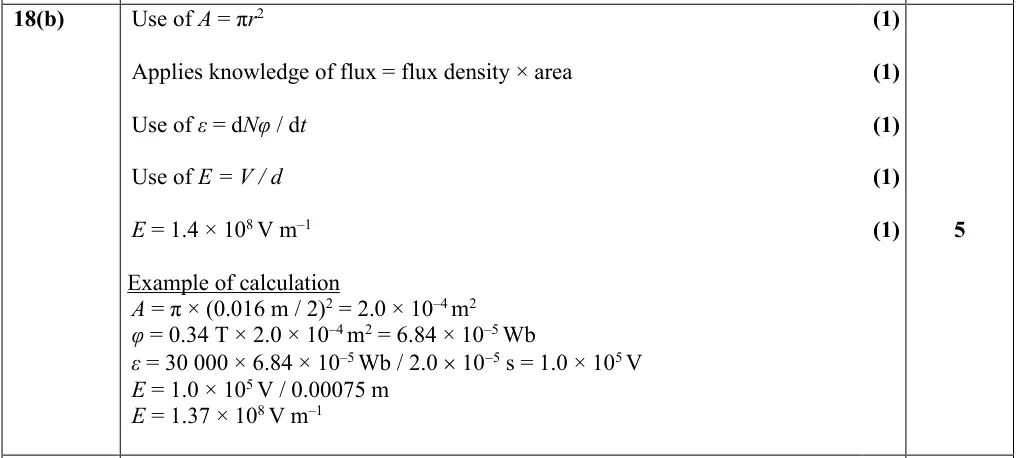 18(b) Use of A = πr² (1)
Applies knowledge of flux = flux density × area (1)
Use of ε = dNφ / dt (1)
Use of E = V / d (1)
E = 1.4 × 10⁸ V m⁻¹ (1) 5
Example of calculation
A = π × (0.016 m / 2)² = 2.0 × 10⁻⁴ m²
φ = 0.34 T × 2.0 × 10⁻⁴ m² = 6.84 × 10⁻⁵ Wb
ε = 30 000 × 6.84 × 10⁻⁵ Wb / 2.0 × 10⁻⁵ s = 1.0 × 10⁵ V
E = 1.0 × 10⁵ V / 0.00075 m
E = 1.37 × 10⁸ V m⁻¹